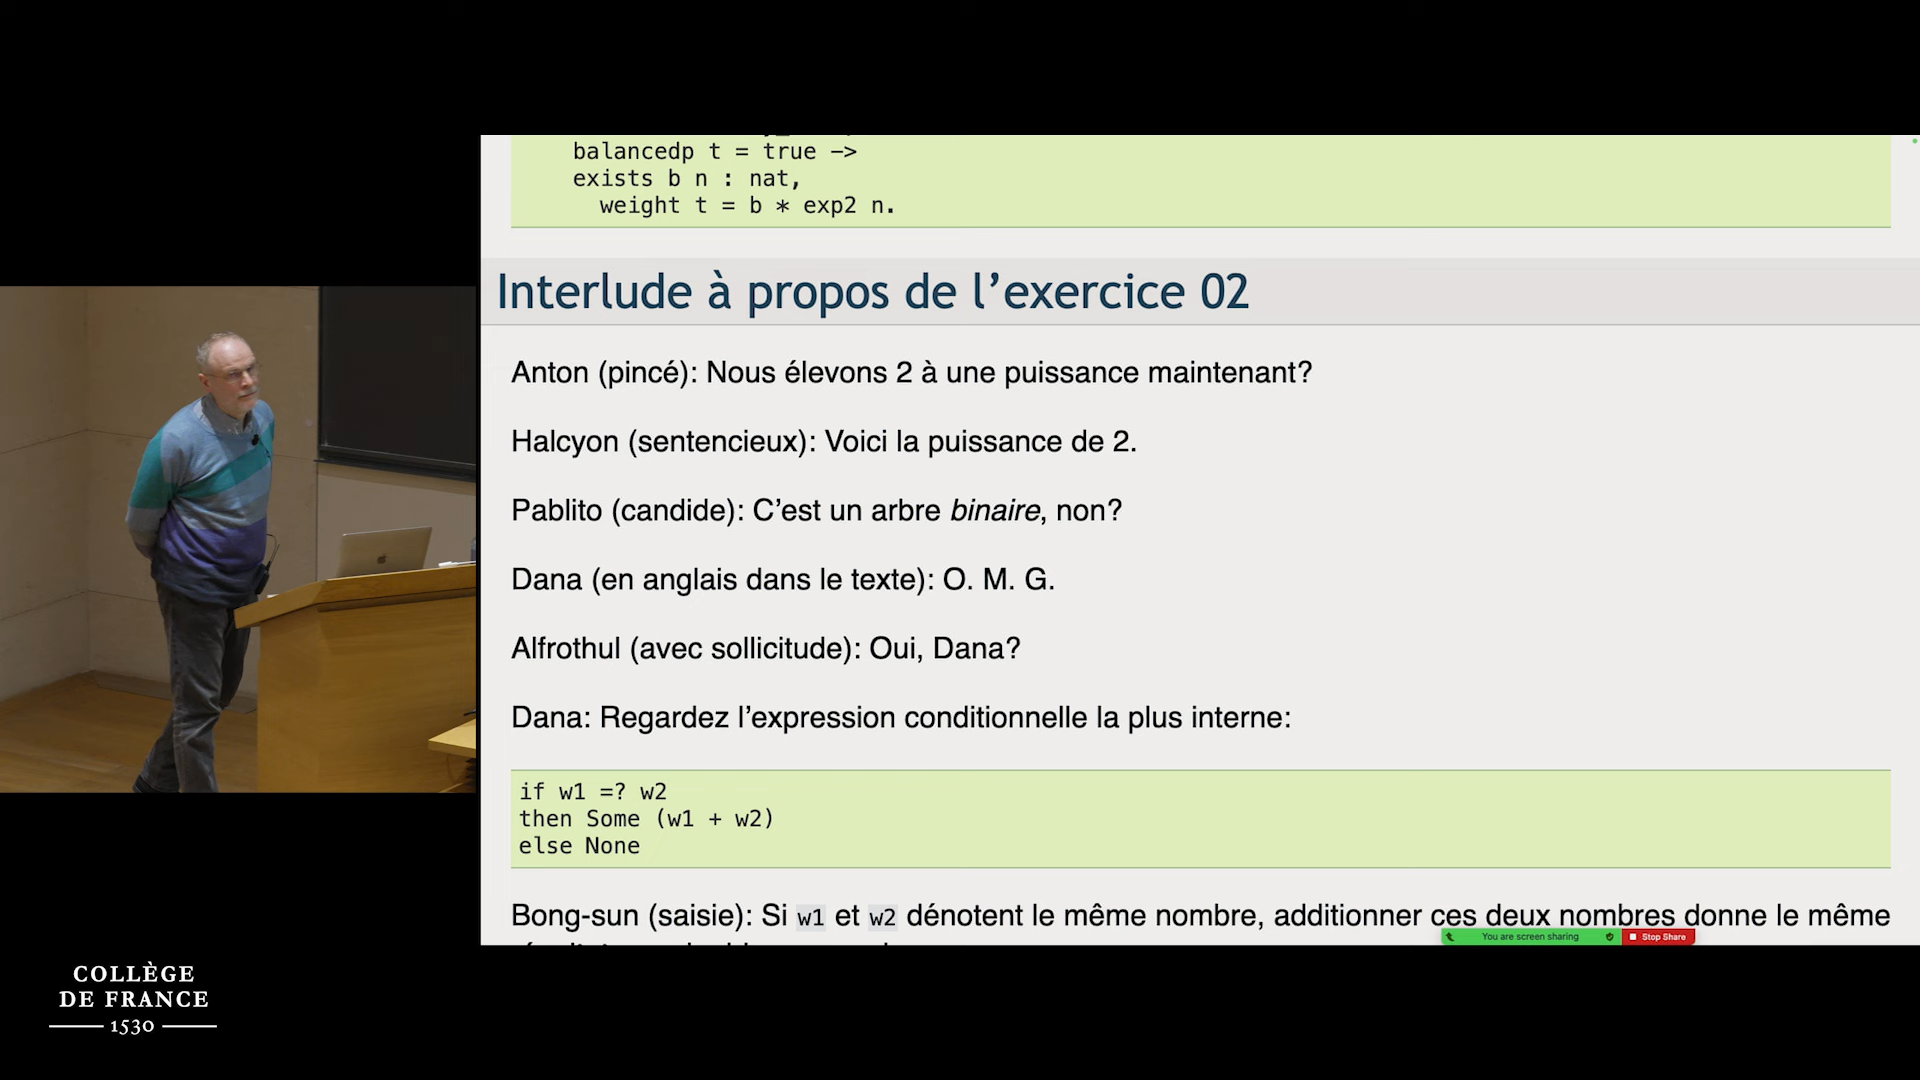 balancedp t = true ->
exists b n : nat,
weight t = b * exp2 n.
Interlude à propos de l’exercice 02
Anton (pincé): Nous élevons 2 à une puissance maintenant?
Halcyon (sentencieux): Voici la puissance de 2.
Pablito (candide): C’est un arbre binaire, non?
Dana (en anglais dans le texte): O. M. G.
Alfrothul (avec sollicitude): Oui, Dana?
Dana: Regardez l’expression conditionnelle la plus interne:
if w1 =? w2
then Some (w1 + w2)
else None
Bong-sun (saisie): Si w1 et w2 dénotent le même nombre, additionner ces deux nombres donne le même
You are screen sharing
Stop Share
COLLÈGE
DE FRANCE
1530